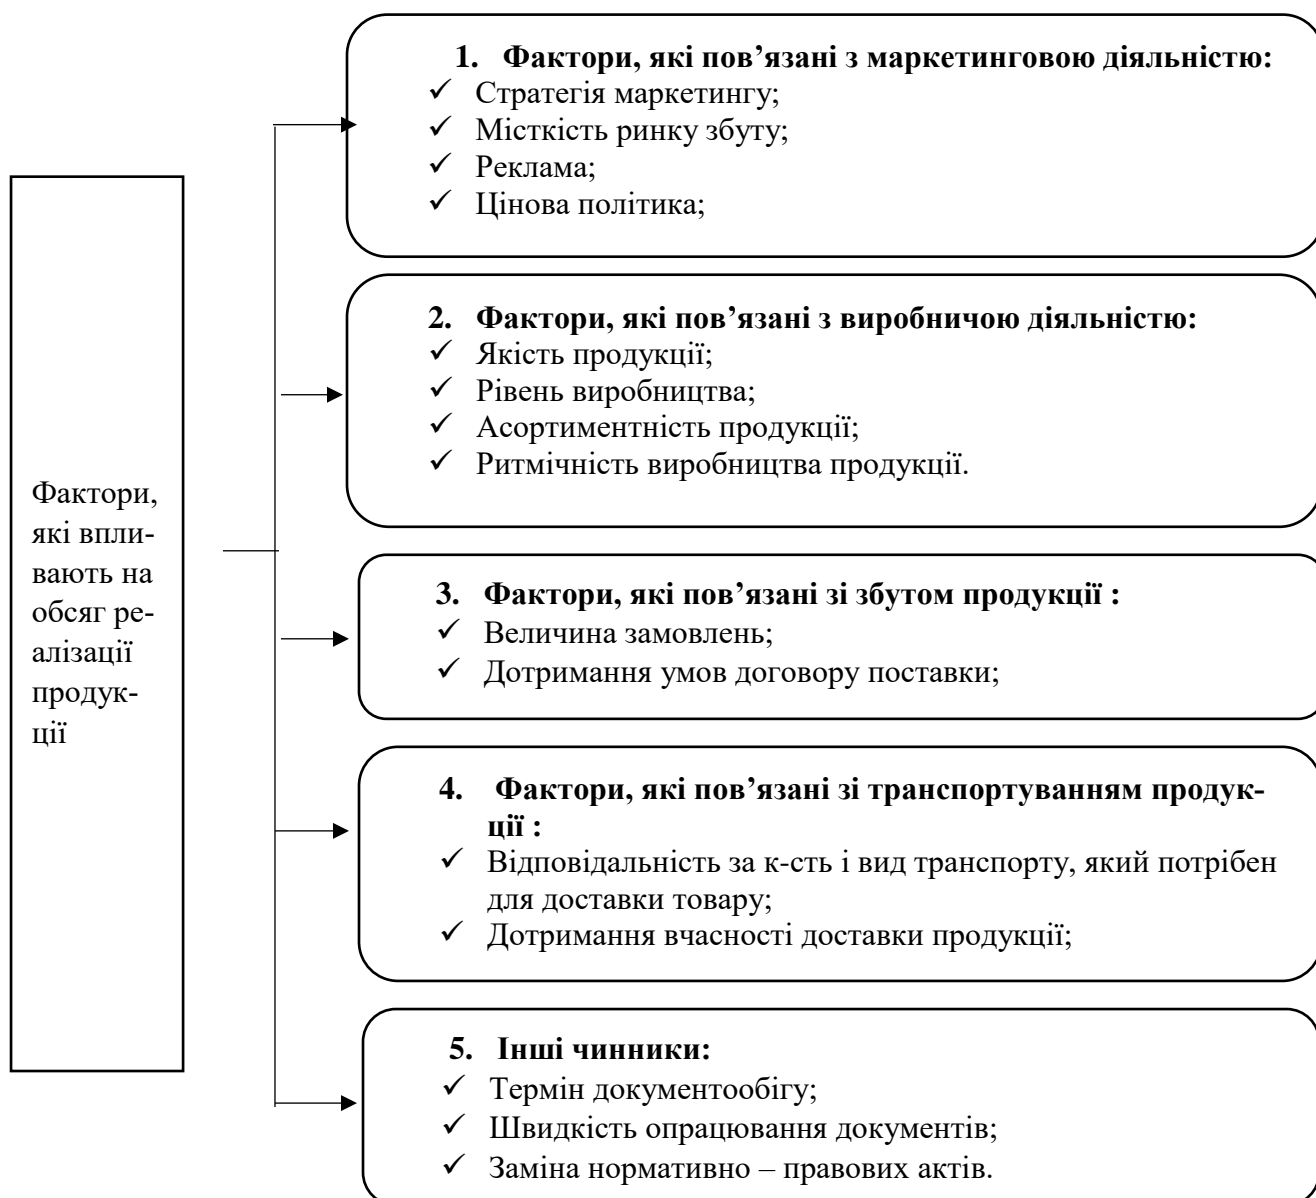 Фактори,
які впли-
вають на
обсяг ре-
алізації
продук-
ції
1. Фактори, які пов’язані з маркетинговою діяльністю:
✓ Стратегія маркетингу;
✓ Місткість ринку збуту;
✓ Реклама;
✓ Цінова політика;
2. Фактори, які пов’язані з виробничою діяльністю:
✓ Якість продукції;
✓ Рівень виробництва;
✓ Асортиментність продукції;
✓ Ритмічність виробництва продукції.
3. Фактори, які пов’язані зі збутом продукції :
✓ Величина замовлень;
✓ Дотримання умов договору поставки;
4. Фактори, які пов’язані зі транспортуванням продук-
ції :
✓ Відповідальність за к-сть і вид транспорту, який потрібен
для доставки товару;
✓ Дотримання вчасності доставки продукції;
5. Інші чинники:
✓ Термін документообігу;
✓ Швидкість опрацювання документів;
✓ Заміна нормативно – правових актів.